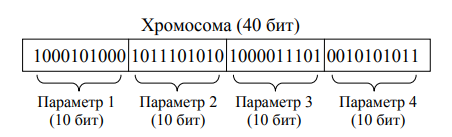 Хромосома (40 бит)
1000101000 1011101010 1000011101 0010101011
Параметр 1 Параметр 2 Параметр 3 Параметр 4
(10 бит) (10 бит) (10 бит) (10 бит)